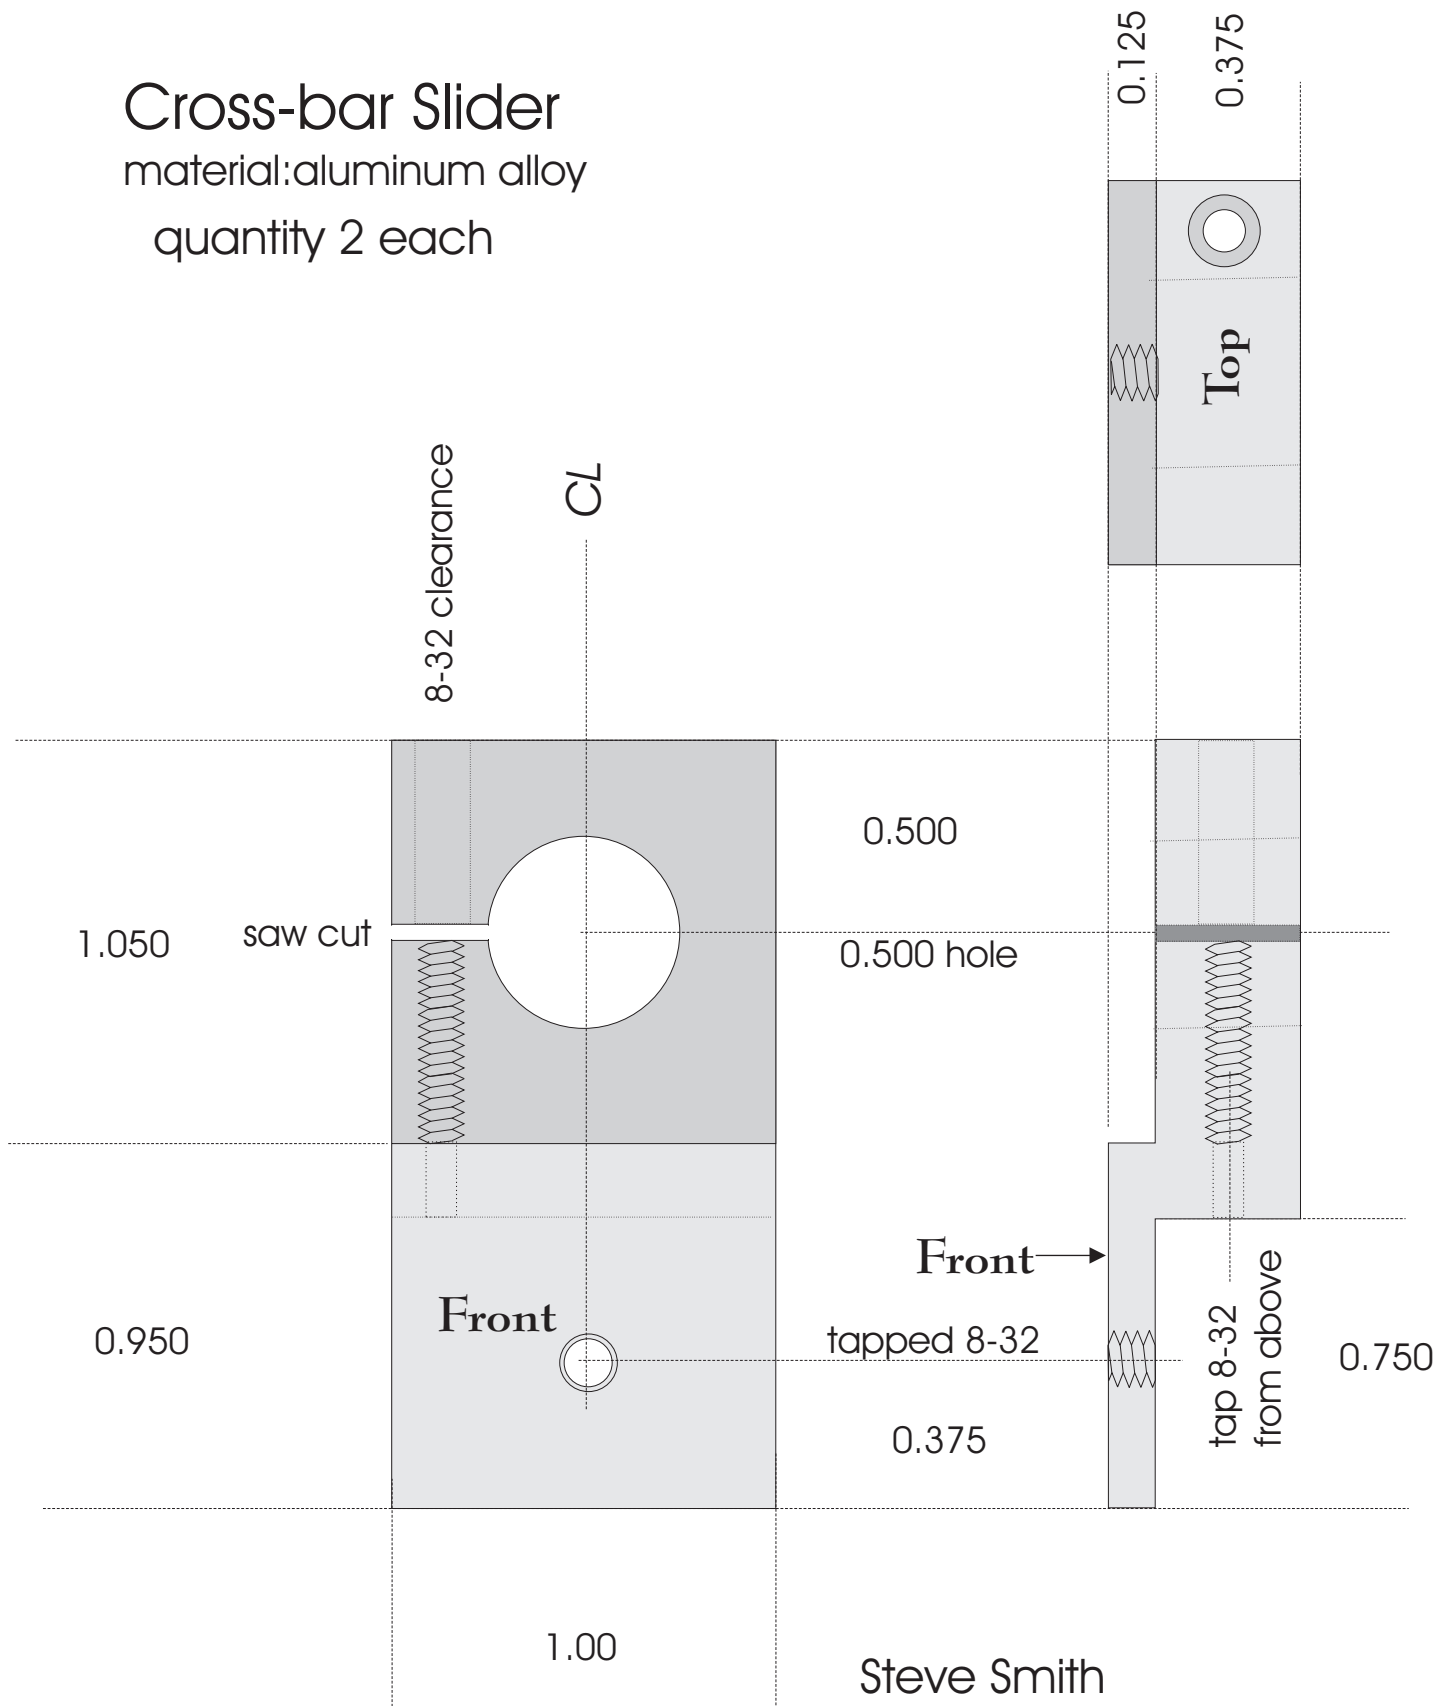 0.125
0.375
Cross-bar Slider
material:aluminum alloy
quantity 2 each
Top
8-32 clearance
CL
0.500
1.050
saw cut
0.500 hole
Front
Front
0.950
tapped 8-32
tap 8-32
from above
0.750
0.375
1.00
Steve Smith